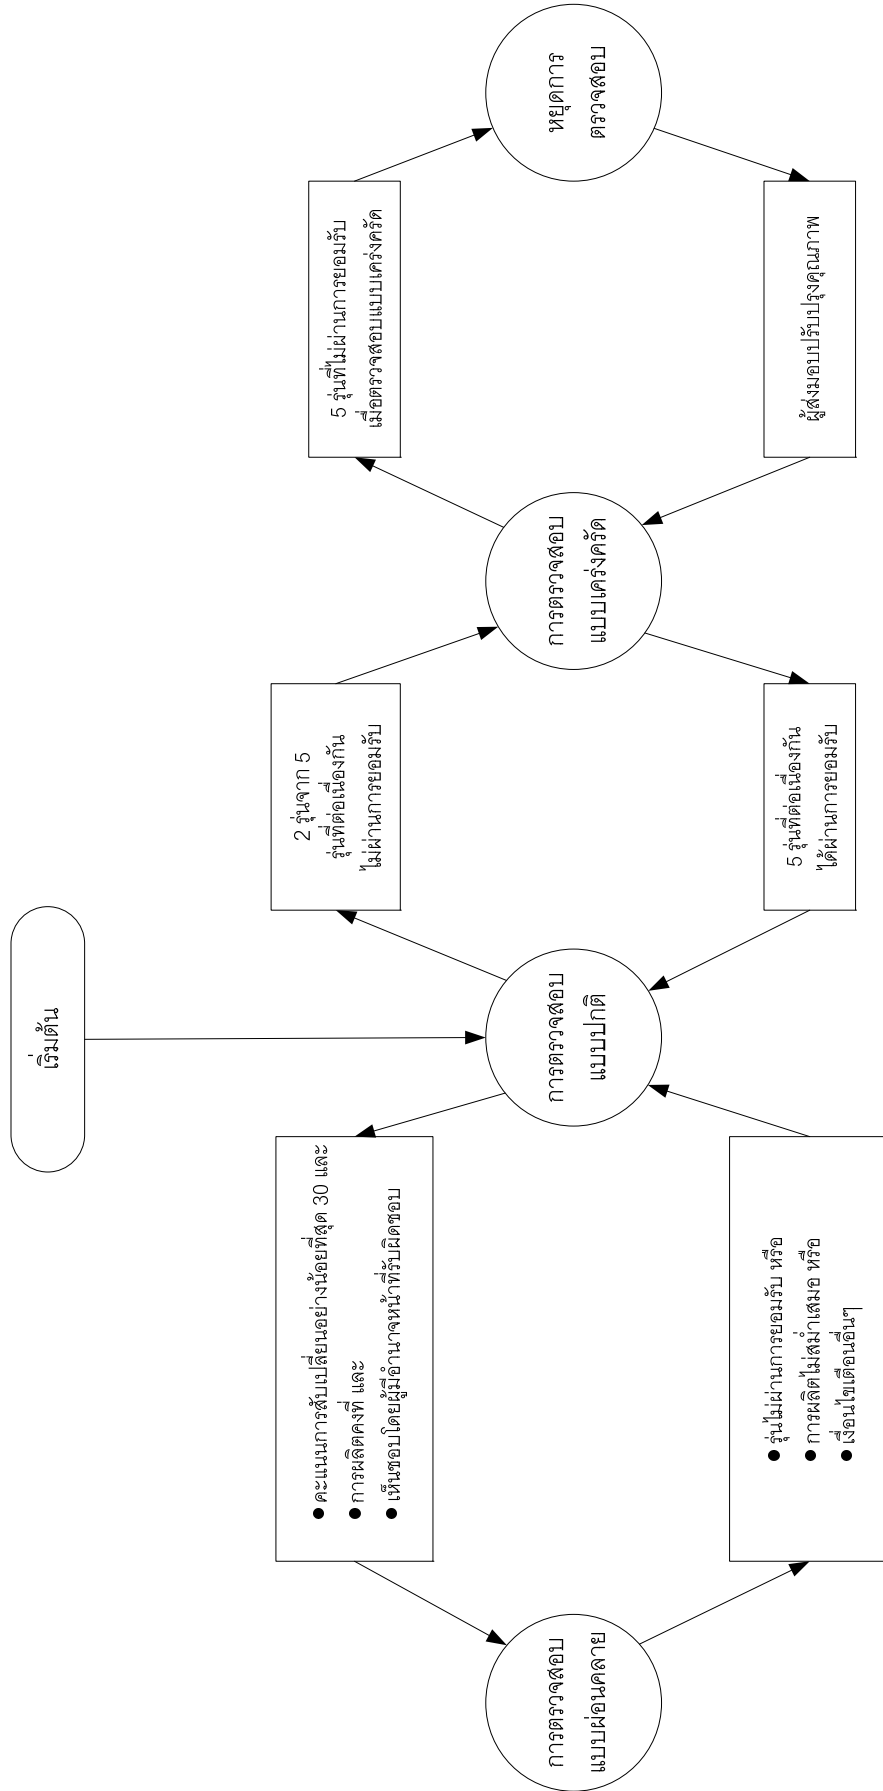 เริ่มต้น
คะแนนการสับเปลี่ยนอย่างน้อยที่สุด 30 และ
การผลิตคงที่ และ
เห็นชอบโดยผู้มีอำนาจหน้าที่รับผิดชอบ
2 รุ่นจาก 5
รุ่นที่ต่อเนื่องกัน
ไม่ผ่านการยอมรับ
5 รุ่นที่ไม่ผ่านการยอมรับ
เมื่อตรวจสอบแบบเคร่งครัด
การตรวจสอบ
แบบผ่อนคลาย
การตรวจสอบ
แบบปกติ
การตรวจสอบ
แบบเคร่งครัด
หยุดการ
ตรวจสอบ
รุ่นไม่ผ่านการยอมรับ หรือ
การผลิตไม่สม่ำเสมอ หรือ
เงื่อนไขเตือนอื่นๆ
5 รุ่นที่ต่อเนื่องกัน
ได้ผ่านการยอมรับ
ผู้ส่งมอบปรับปรุงคุณภาพ